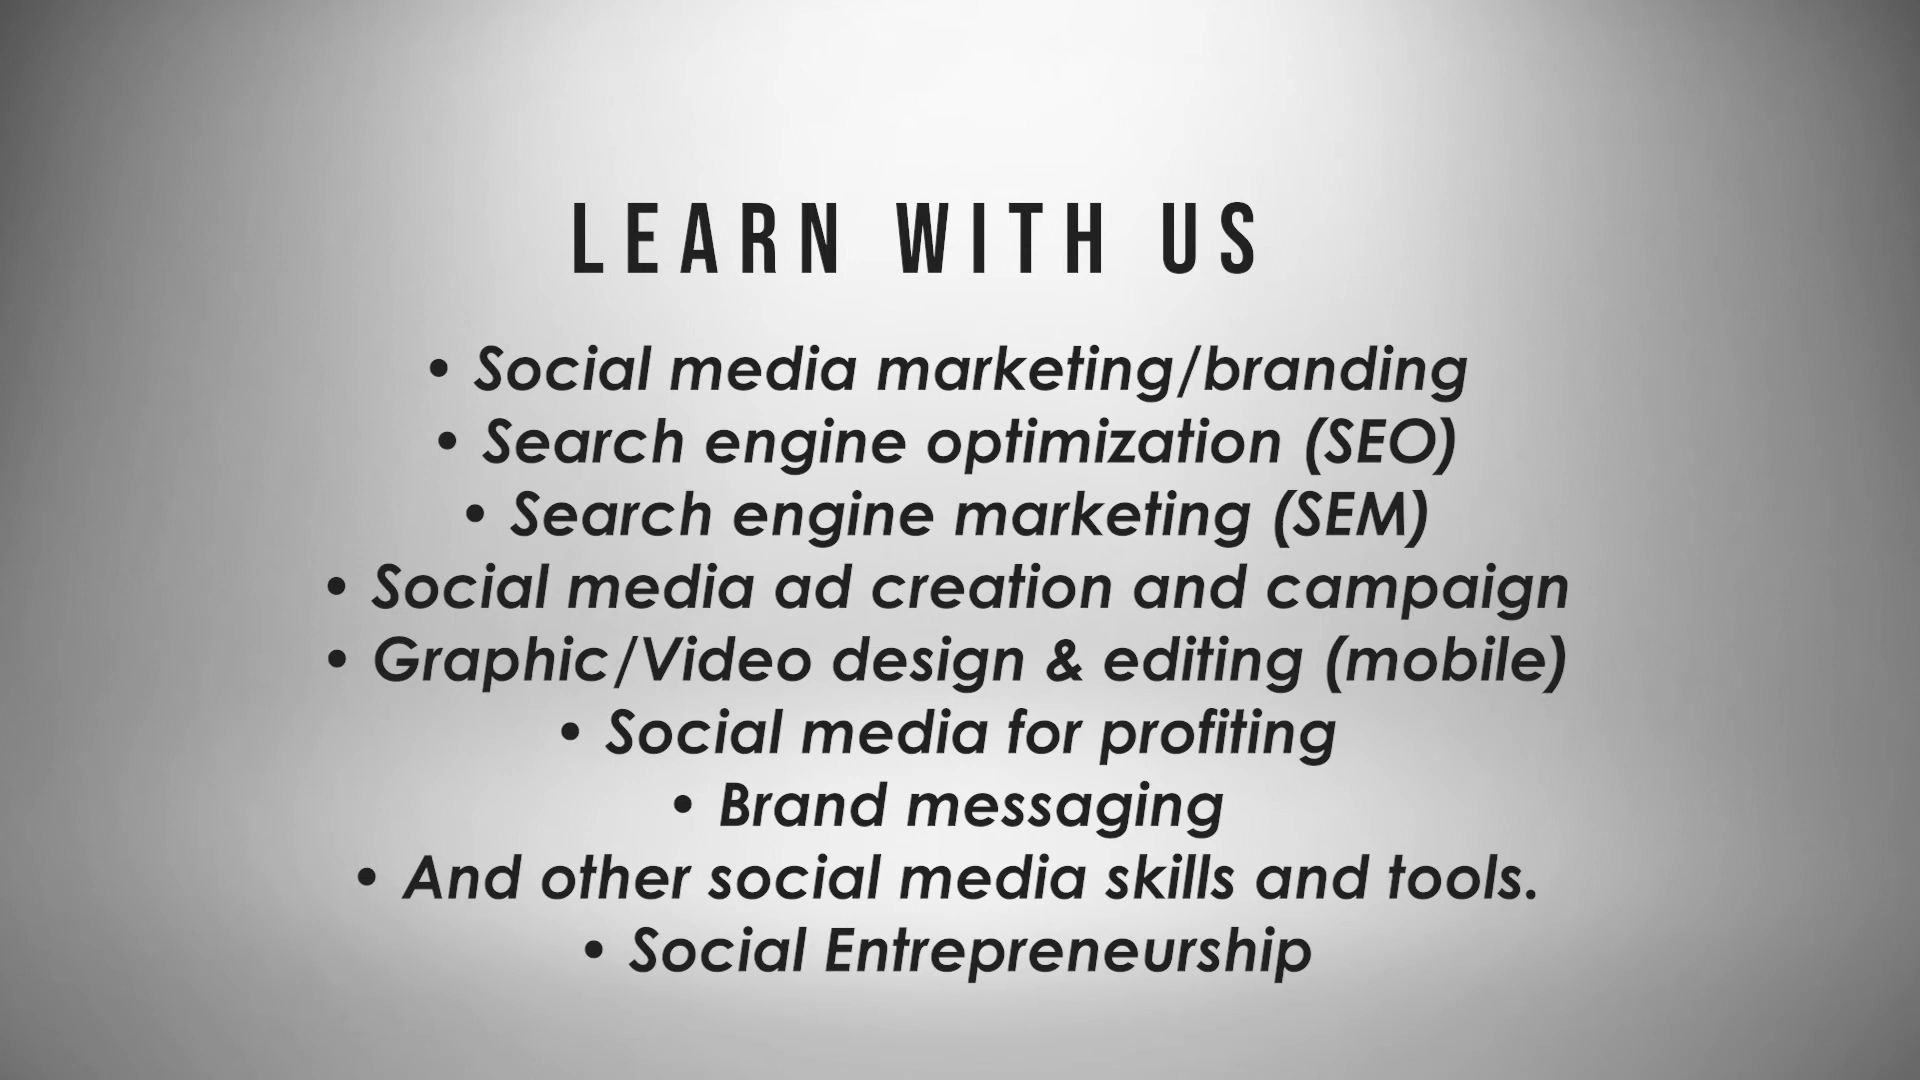 LEARN WITH US
• Social media marketing/branding
• Search engine optimization (SEO)
• Search engine marketing (SEM)
• Social media ad creation and campaign
• Graphic/Video design & editing (mobile)
• Social media for profiting
• Brand messaging
• And other social media skills and tools.
• Social Entrepreneurship